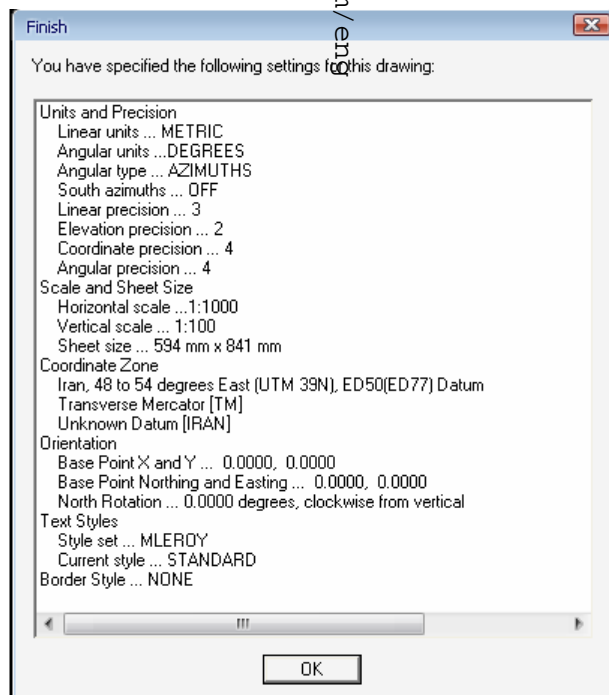 n/ eng
Finish
You have specified the following settings for this drawing:
Units and Precision
Linear units ... METRIC
Angular units ...DEGREES
Angular type ... AZIMUTHS
South azimuths ... OFF
Linear precision ... 3
Elevation precision ... 2
Coordinate precision ... 4
Angular precision ... 4
Scale and Sheet Size
Horizontal scale ...1:1000
Vertical scale ... 1:100
Sheet size ... 594 mm x 841 mm
Coordinate Zone
Iran, 48 to 54 degrees East (UTM 39N), ED50(ED77) Datum
Transverse Mercator [TM]
Unknown Datum [IRAN]
Orientation
Base Point X and Y ... 0.0000, 0.0000
Base Point Northing and Easting ... 0.0000, 0.0000
North Rotation ... 0.0000 degrees, clockwise from vertical
Text Styles
Style set ... MLEROY
Current style ... STANDARD
Border Style ... NONE
OK